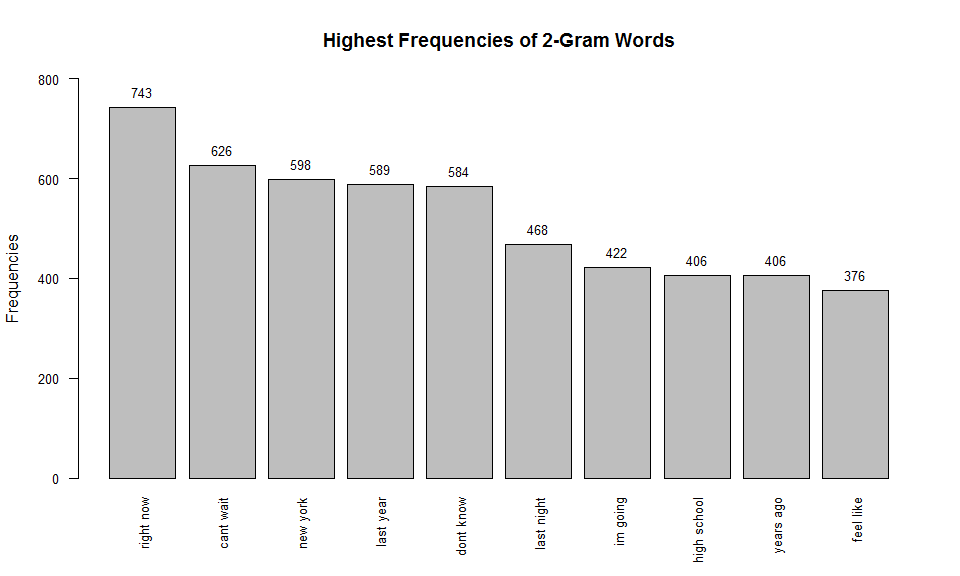 Highest Frequencies of 2-Gram Words
Frequencies
800
600
400
200
0
743
626
598
589
584
468
422
406
406
376
right now
cant wait
new york
last year
dont know
last night
im going
high school
years ago
feel like